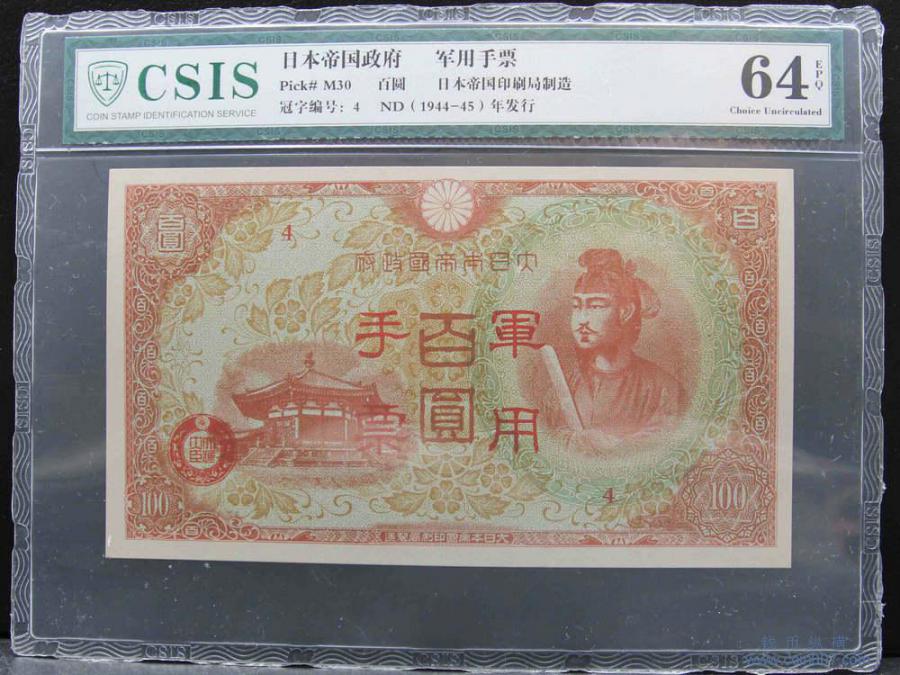 CSIS
COIN STAMP IDENTIFICATION SERVICE
日本帝国政府 军用手票
Pick# M30 百圆 日本帝国印刷局制造
冠字编号: 4 ND（1944-45）年发行
64 EPQ
Choice Uncirculated
百圓
百
4
府政國帝本日大
軍用
百圓
手票
4
100
100